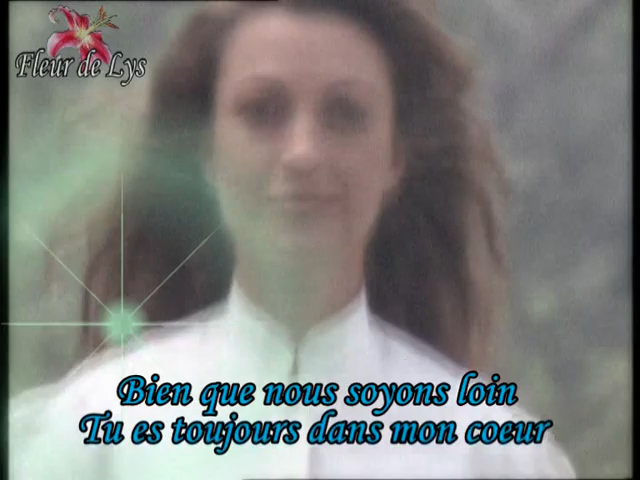 Fleur de Lys
Bien que nous soyons loin
Tu es toujours dans mon coeur